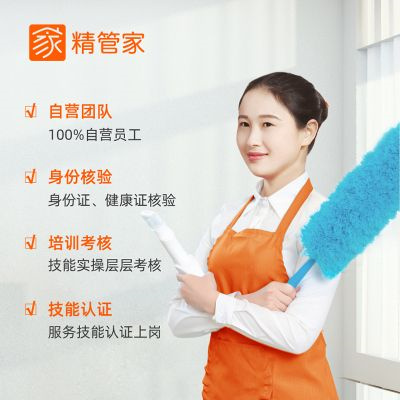 家 精管家
自营团队
100%自营员工
身份核验
身份证、健康证核验
培训考核
技能实操层层考核
技能认证
服务技能认证上岗